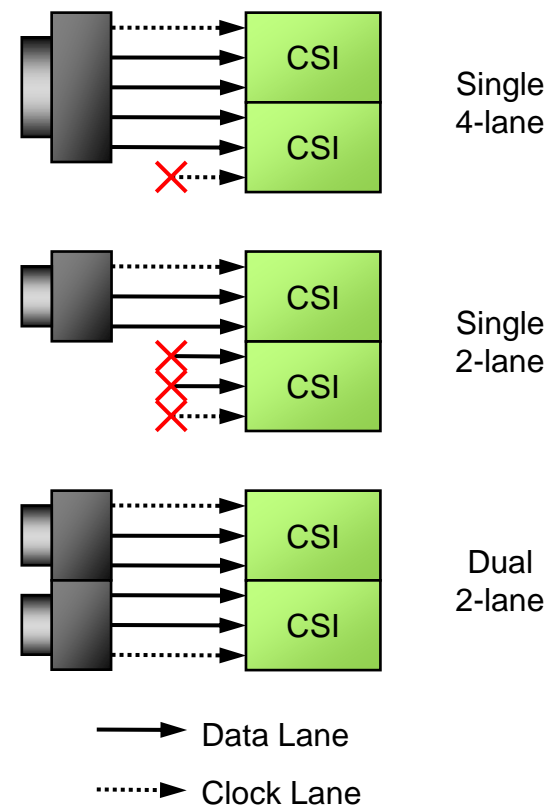 CSI
CSI
Single
4-lane
CSI
CSI
Single
2-lane
CSI
CSI
Dual
2-lane
Data Lane
Clock Lane